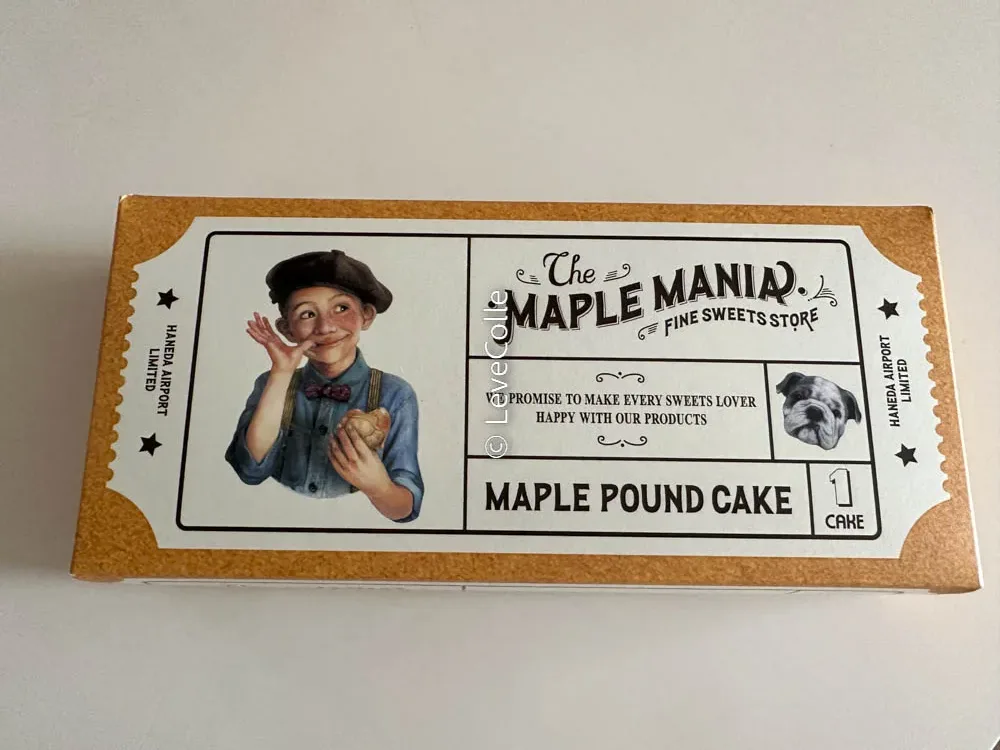 HANEDA AIRPORT
LIMITED
The
MAPLE MANIA
FINE SWEETS STORE
WE PROMISE TO MAKE EVERY SWEETS LOVER
HAPPY WITH OUR PRODUCTS
MAPLE POUND CAKE
1
CAKE
HANEDA AIRPORT
LIMITED
© LeveColle